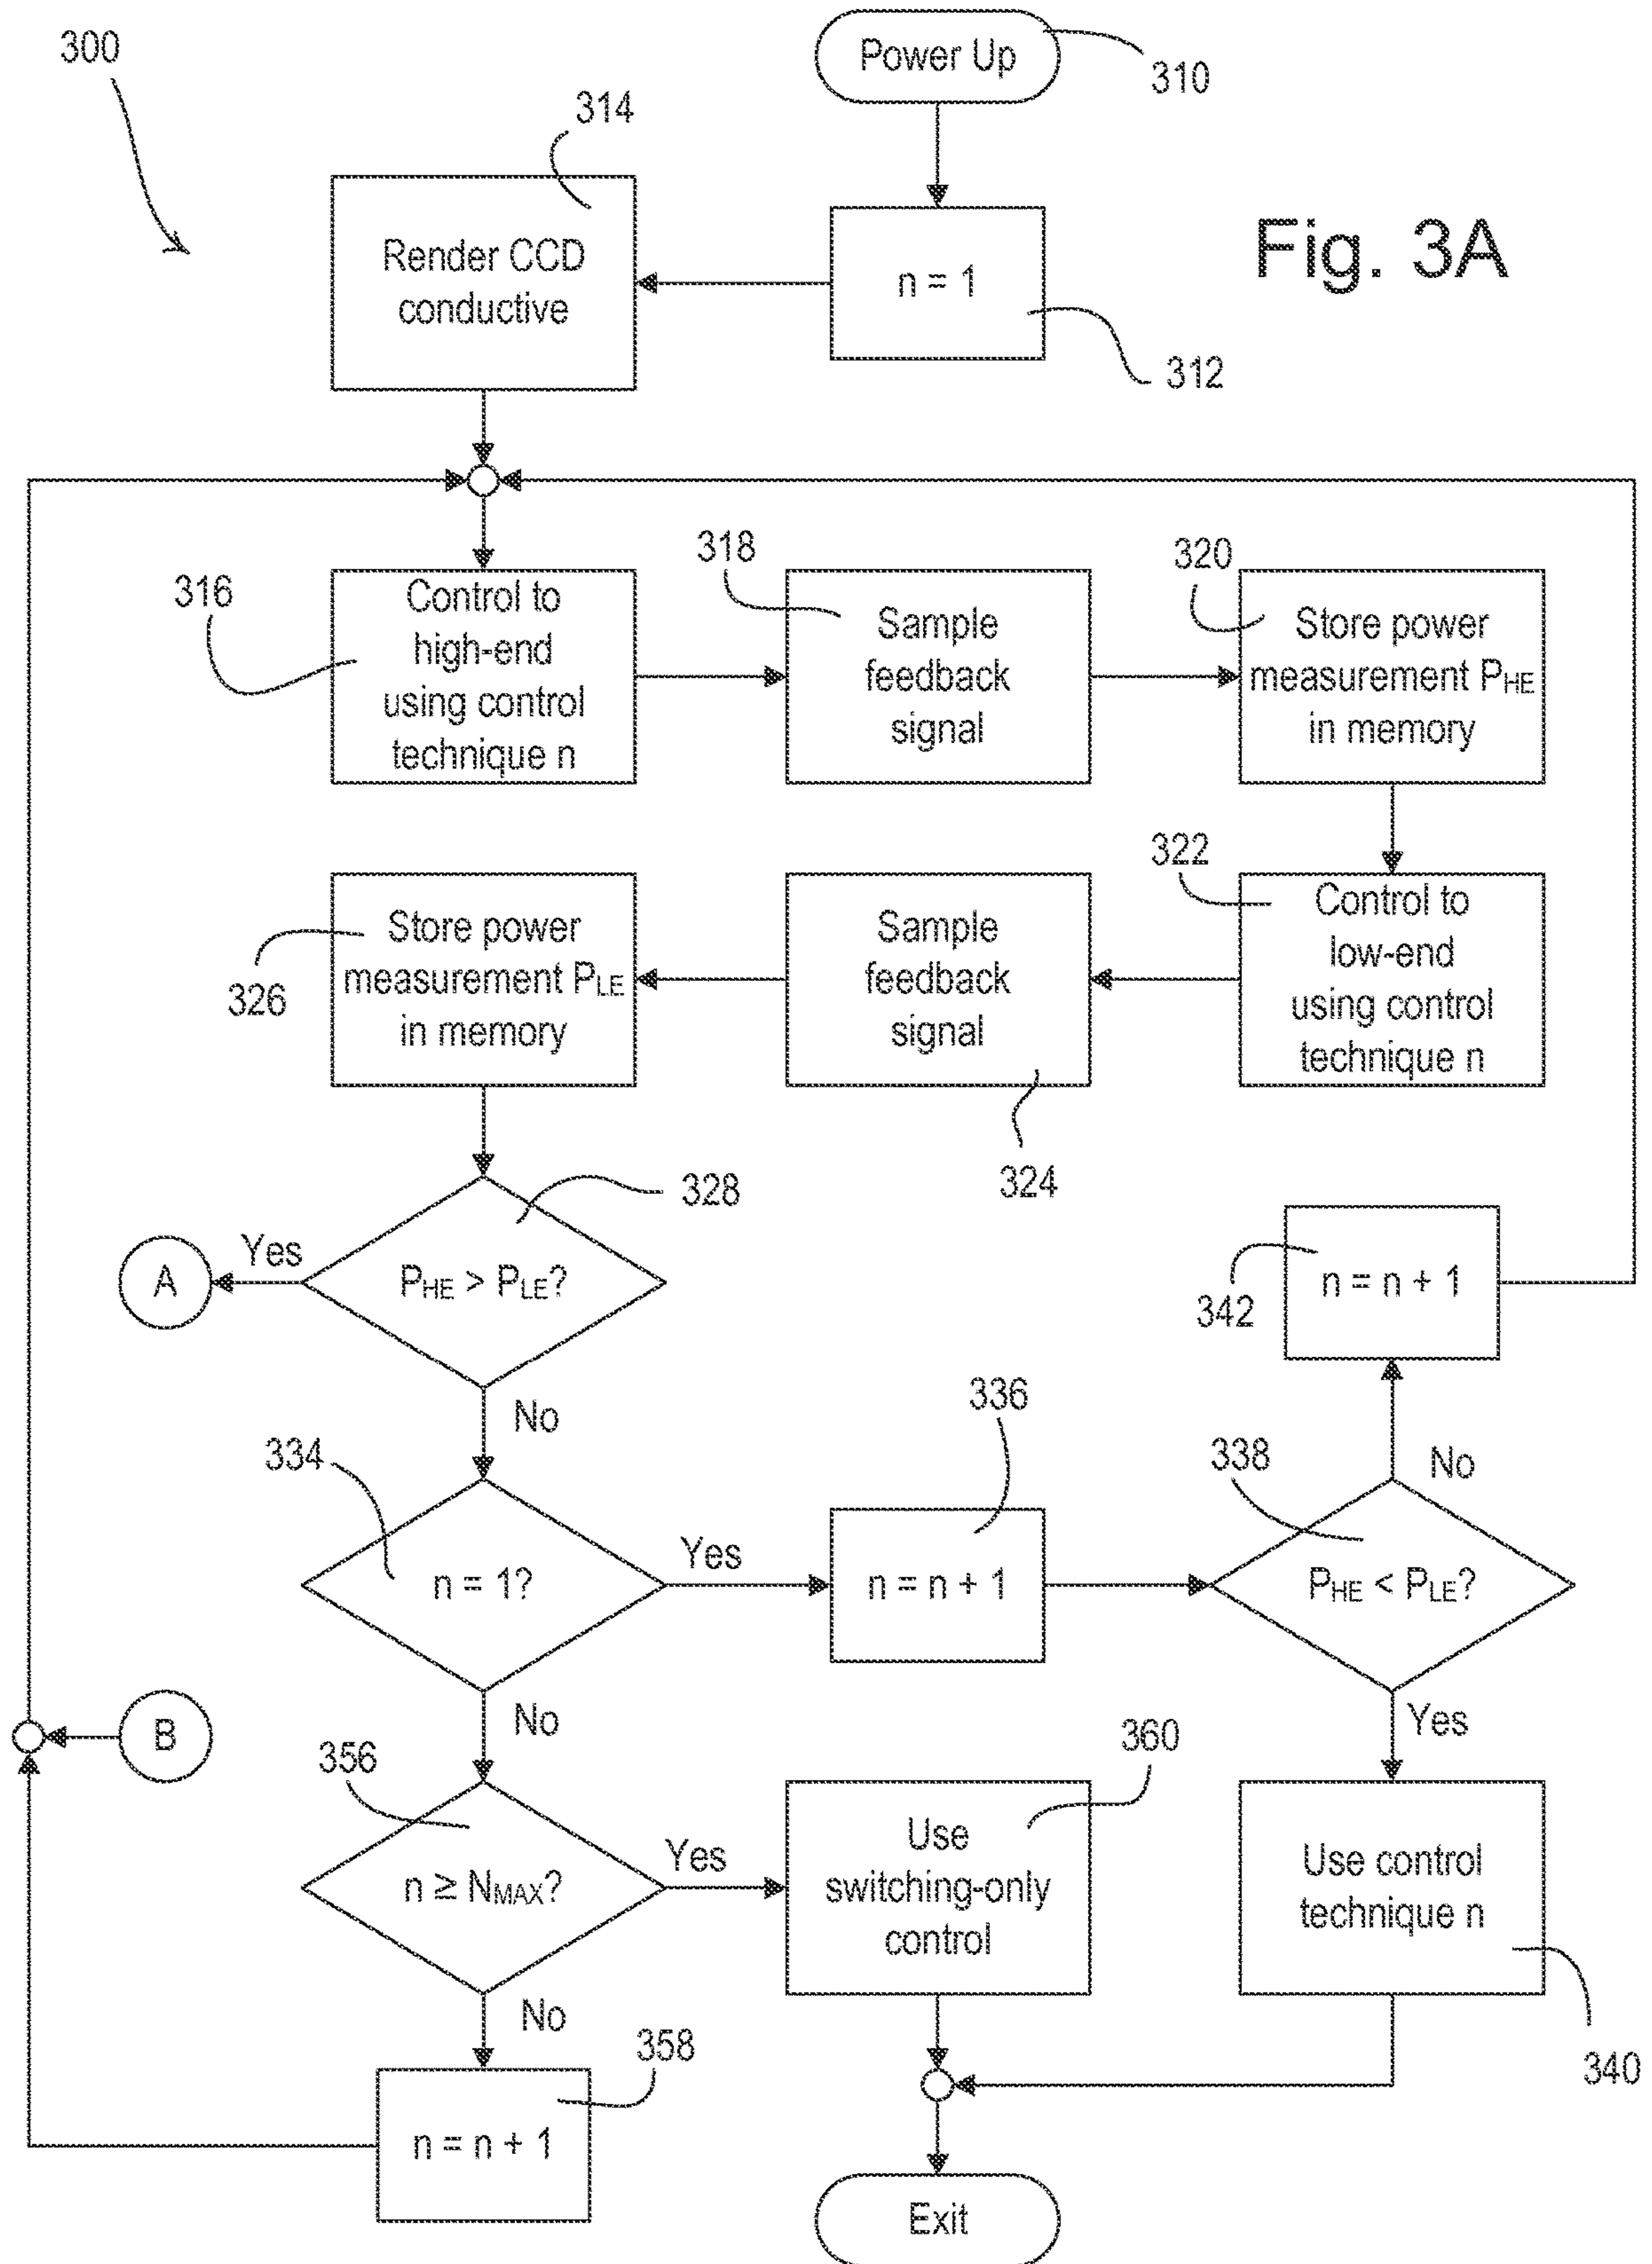 300
Power Up
310
314
Render CCD
conductive
n = 1
312
Fig. 3A
316
Control to
high-end
using control
technique n
318
Sample
feedback
signal
320
Store power
measurement PHE
in memory
322
Control to
low-end
using control
technique n
Sample
feedback
signal
324
Store power
measurement PLE
in memory
326
328
PHE > PLE?
Yes
A
No
342
n = n + 1
334
n = 1?
Yes
336
n = n + 1
338
No
PHE < PLE?
Yes
No
B
356
n ≥ NMAX?
Yes
360
Use
switching-only
control
Use control
technique n
340
No
358
n = n + 1
Exit